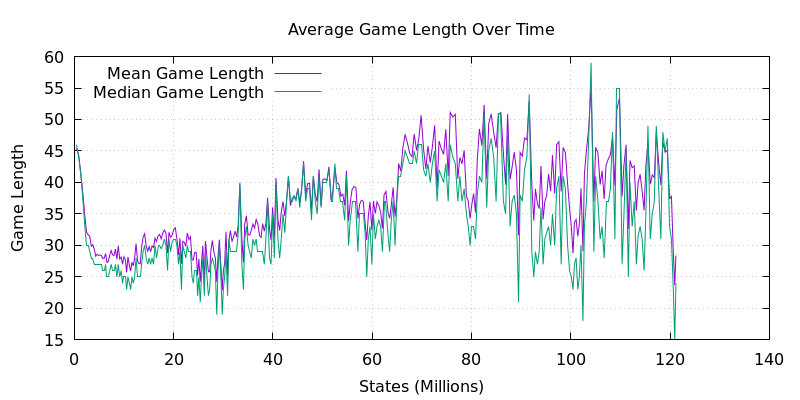 Average Game Length Over Time
Mean Game Length
Median Game Length
Game Length
60
55
50
45
40
35
30
25
20
15
0 20 40 60 80 100 120 140
States (Millions)